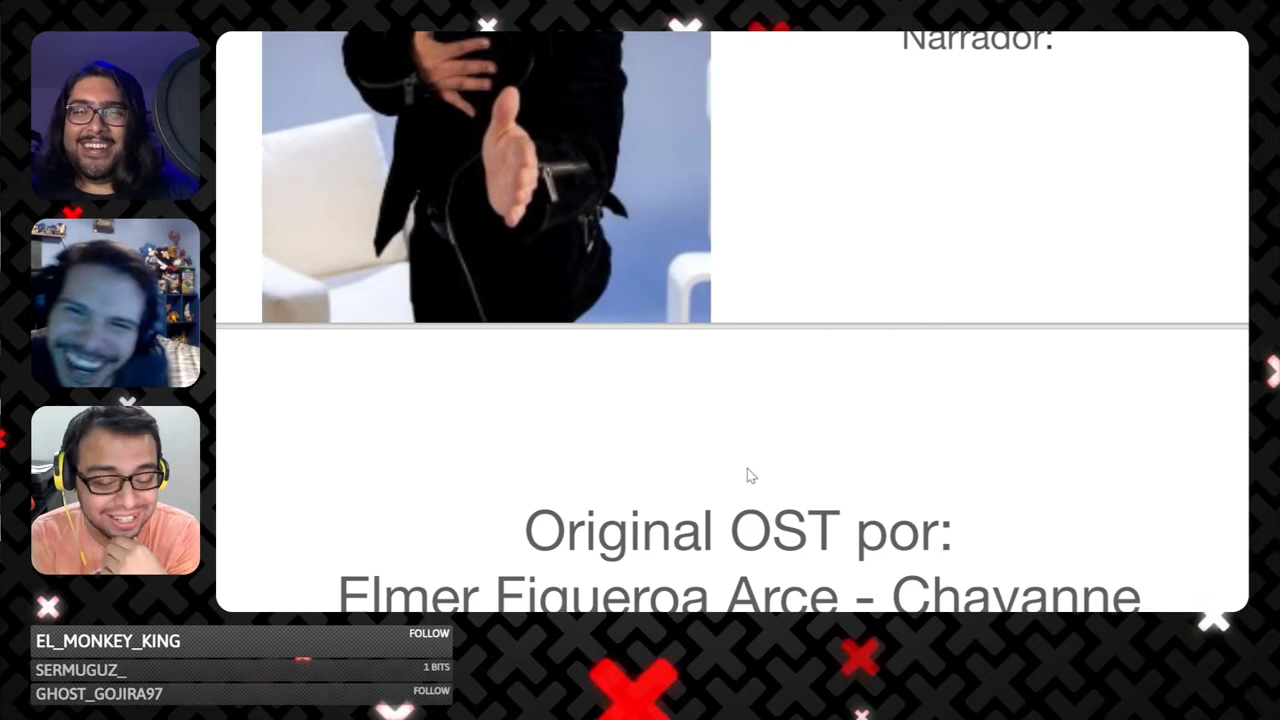 Narrador:
Original OST por:
Elmer Figueroa Arce - Chayanne
EL_MONKEY_KING FOLLOW
SERMUGUZ_ 1 BITS
GHOST_GOJIRA97 FOLLOW